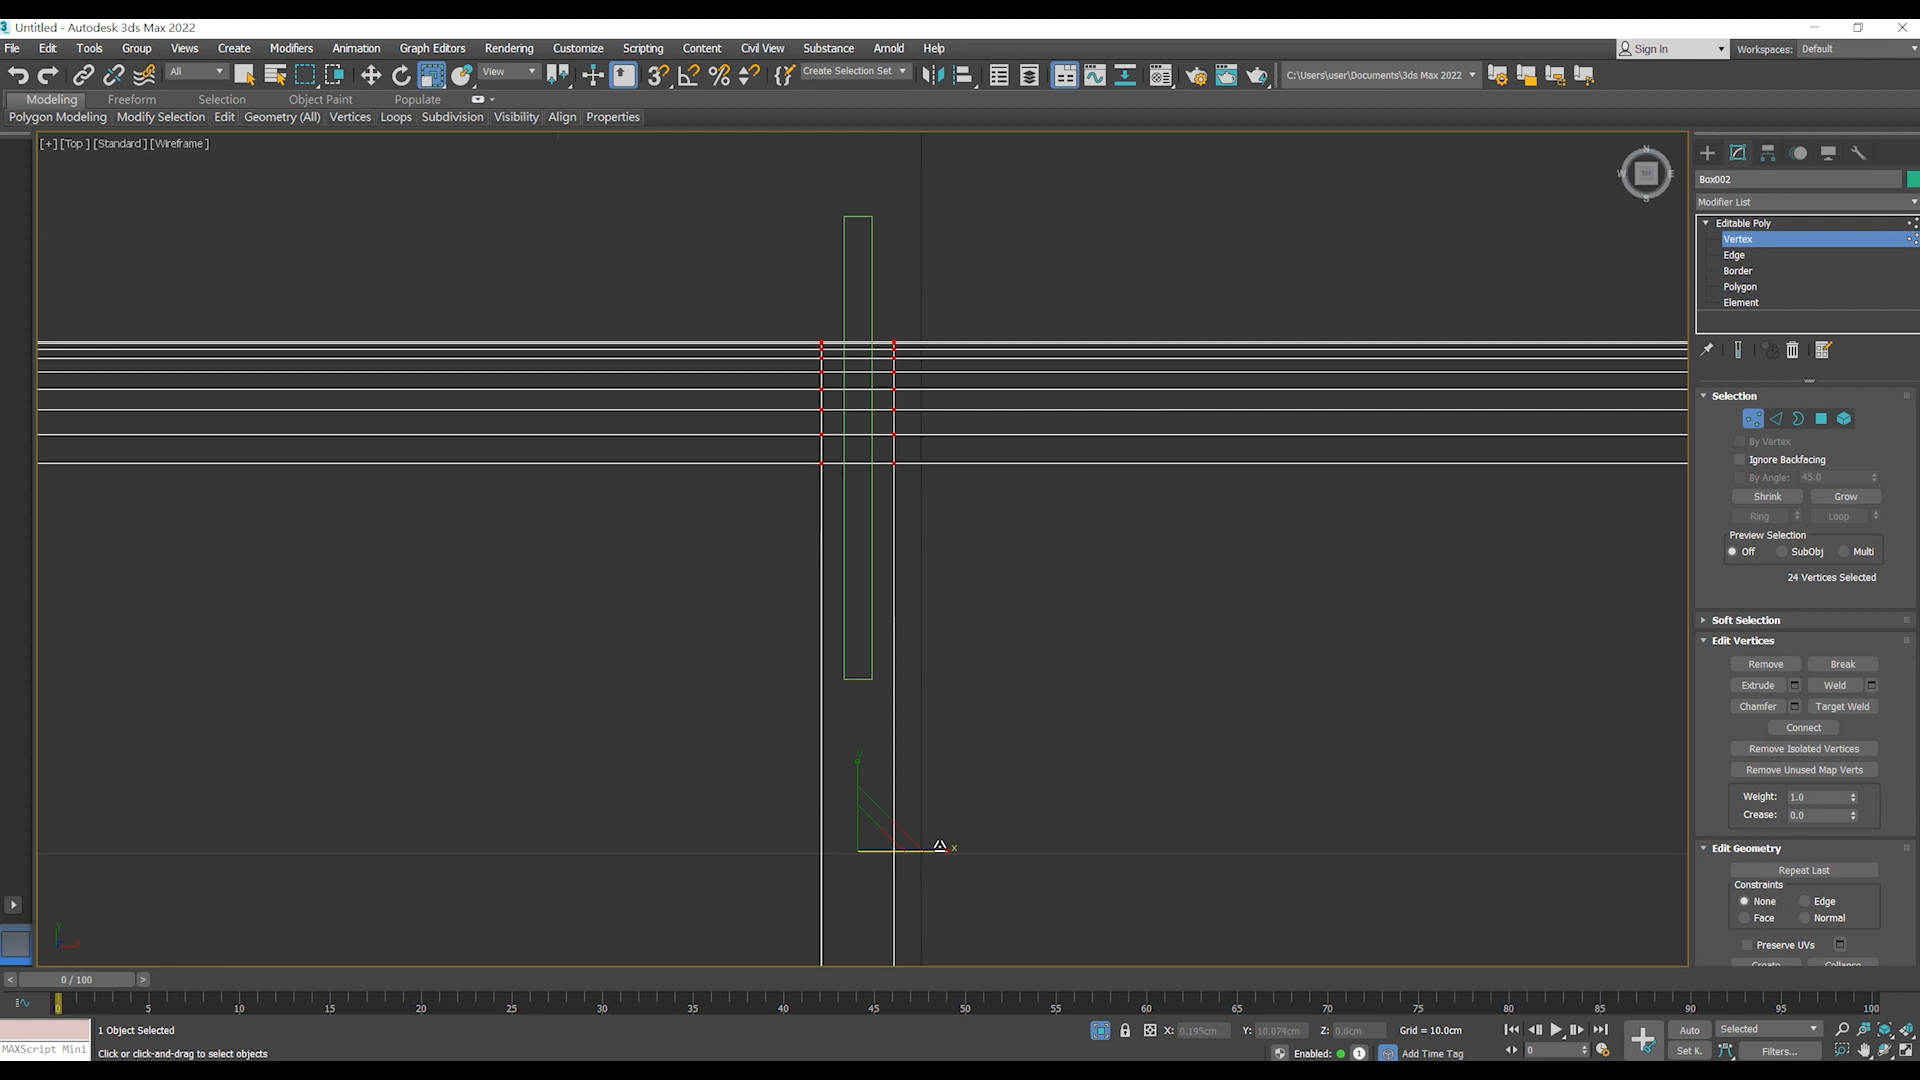 Untitled - Autodesk 3ds Max 2022
File Edit Tools Group Views Create Modifiers Animation Graph Editors Rendering Customize Scripting Content Civil View Substance Arnold Help
Sign In Workspaces: Default
All View Create Selection Set C:\Users\user\Documents\3ds Max 2022
Modeling Freeform Selection Object Paint Populate
Polygon Modeling Modify Selection Edit Geometry (All) Vertices Loops Subdivision Visibility Align Properties
[+] [Top ] [Standard ] [Wireframe ]
N
W E
S
Box002
Modifier List
Editable Poly
Vertex
Edge
Border
Polygon
Element
Selection
By Vertex
Ignore Backfacing
By Angle: 45.0
Shrink Grow
Ring Loop
Preview Selection
Off SubObj Multi
24 Vertices Selected
Soft Selection
Edit Vertices
Remove Break
Extrude Weld
Chamfer Target Weld
Connect
Remove Isolated Vertices
Remove Unused Map Verts
Weight: 1.0
Crease: 0.0
Edit Geometry
Repeat Last
Constraints
None Edge
Face Normal
Preserve UVs
Create Collapse
y
x
< 0 / 100 >
0 5 10 15 20 25 30 35 40 45 50 55 60 65 70 75 80 85 90 95 100
1 Object Selected X: 0.195cm Y: 10.074cm Z: 0.0cm Grid = 10.0cm Auto Selected
MAXScript Mini Click or click-and-drag to select objects Enabled: 1 Add Time Tag 0 Set K. Filters...